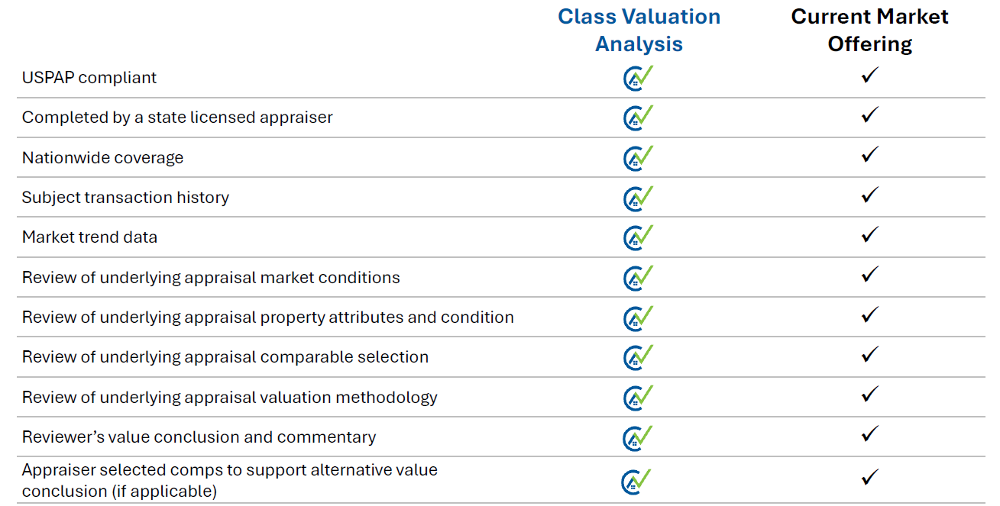 Class Valuation Current Market
Analysis Offering
USPAP compliant ✓
Completed by a state licensed appraiser ✓
Nationwide coverage ✓
Subject transaction history ✓
Market trend data ✓
Review of underlying appraisal market conditions ✓
Review of underlying appraisal property attributes and condition ✓
Review of underlying appraisal comparable selection ✓
Review of underlying appraisal valuation methodology ✓
Reviewer’s value conclusion and commentary ✓
Appraiser selected comps to support alternative value
conclusion (if applicable) ✓